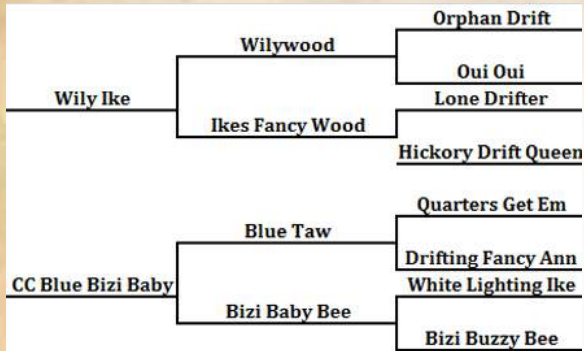 Orphan Drift
Wilywood
Oui Oui
Wily Ike
Lone Drifter
Ikes Fancy Wood
Hickory Drift Queen
Quarters Get Em
Blue Taw
Drifting Fancy Ann
CC Blue Bizi Baby
White Lighting Ike
Bizi Baby Bee
Bizi Buzzy Bee